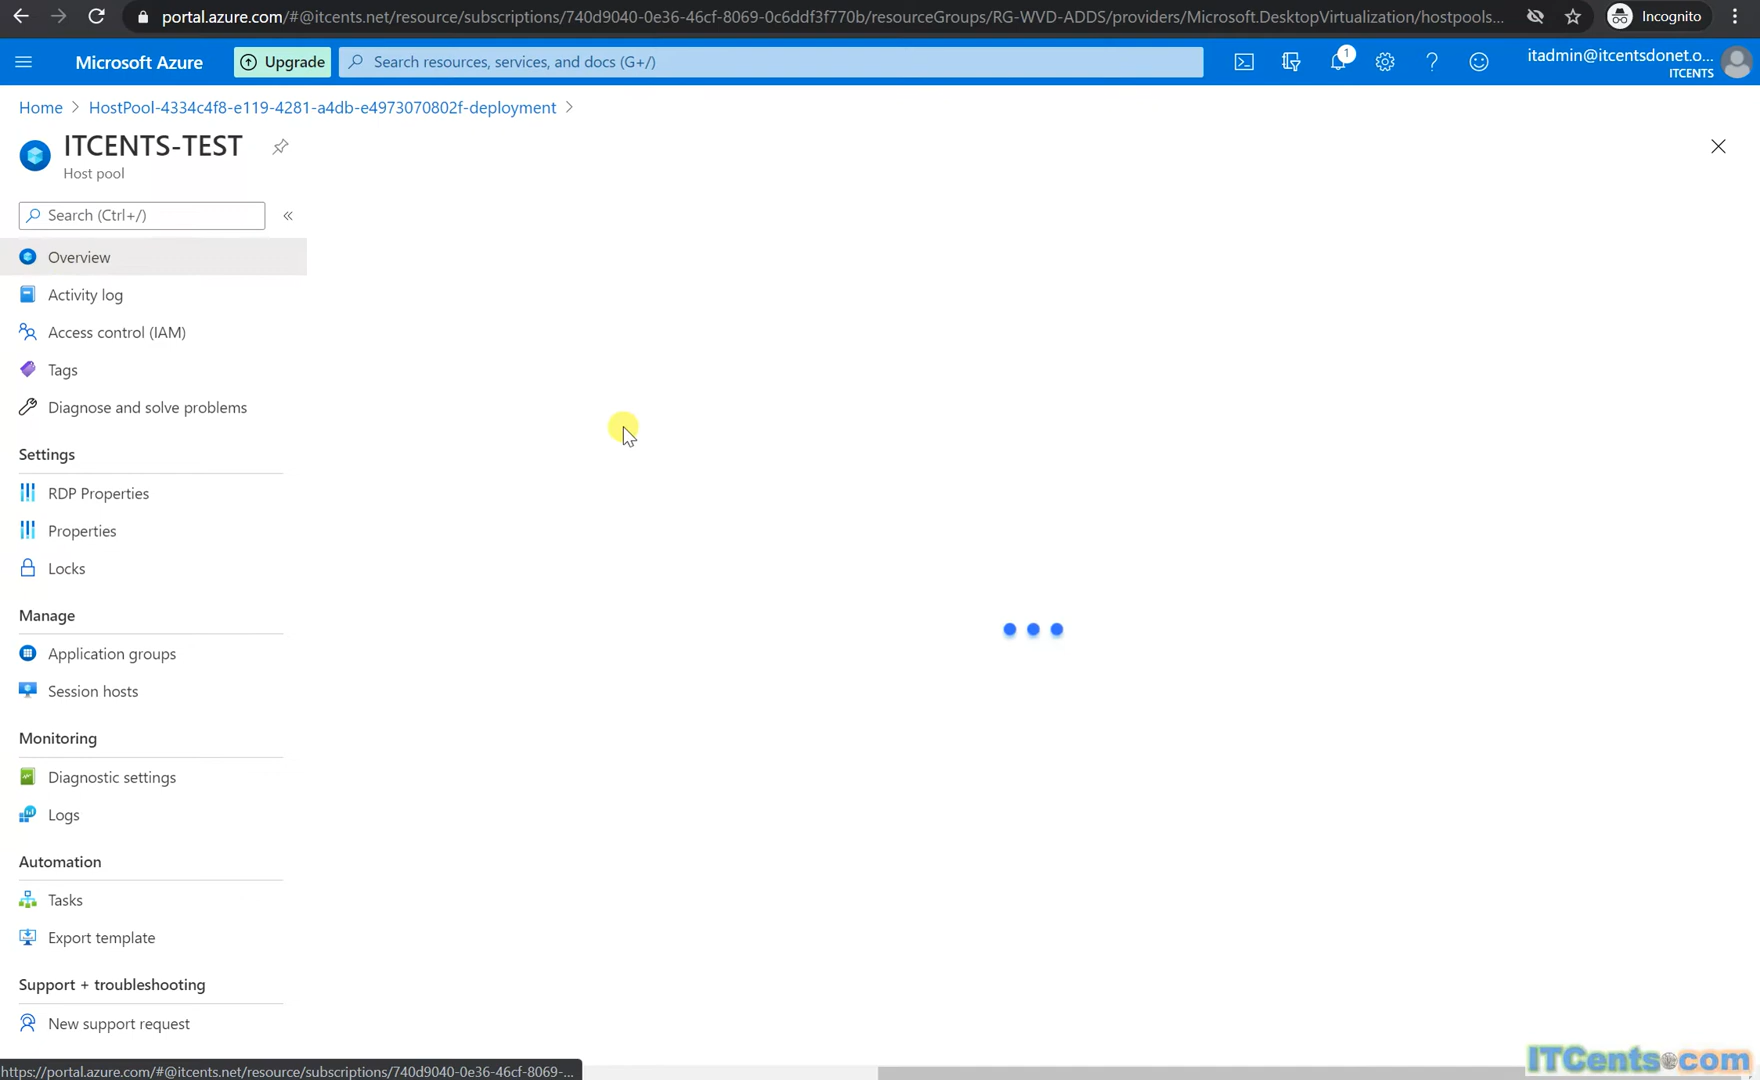 portal.azure.com/#@itcents.net/resource/subscriptions/740d9040-0e36-46cf-8069-0c6ddf3f770b/resourceGroups/RG-WVD-ADDS/providers/Microsoft.DesktopVirtualization/hostpools...
Incognito
Microsoft Azure
Upgrade
Search resources, services, and docs (G+/)
1
itadmin@itcentsdonet.o...
ITCENTS
Home > HostPool-4334c4f8-e119-4281-a4db-e4973070802f-deployment >
ITCENTS-TEST
Host pool
Search (Ctrl+/)
«
Overview
Activity log
Access control (IAM)
Tags
Diagnose and solve problems
Settings
RDP Properties
Properties
Locks
Manage
Application groups
Session hosts
Monitoring
Diagnostic settings
Logs
Automation
Tasks
Export template
Support + troubleshooting
New support request
https://portal.azure.com/#@itcents.net/resource/subscriptions/740d9040-0e36-46cf-8069-...
ITCents.com